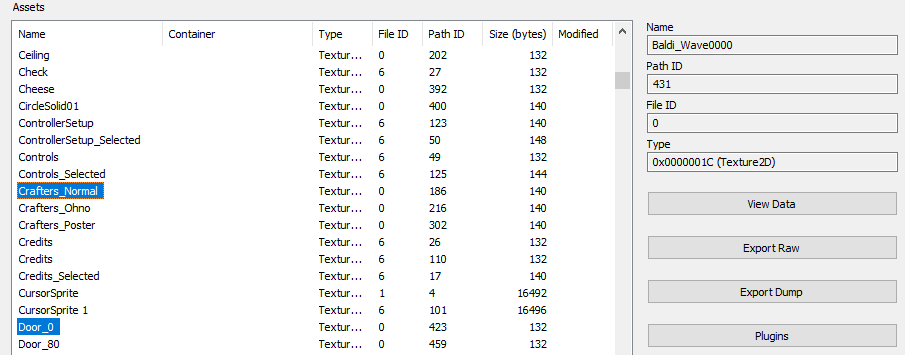 Assets
Name Container Type File ID Path ID Size (bytes) Modified
Ceiling Textur... 0 202 132
Check Textur... 6 27 132
Cheese Textur... 0 392 132
CircleSolid01 Textur... 0 400 140
ControllerSetup Textur... 6 123 140
ControllerSetup_Selected Textur... 6 50 148
Controls Textur... 6 49 132
Controls_Selected Textur... 6 125 144
Crafters_Normal Textur... 0 186 140
Crafters_Ohno Textur... 0 216 140
Crafters_Poster Textur... 0 302 140
Credits Textur... 6 26 132
Credits Textur... 6 110 132
Credits_Selected Textur... 6 17 140
CursorSprite Textur... 1 4 16492
CursorSprite 1 Textur... 6 101 16496
Door_0 Textur... 0 423 132
Door_80 Textur... 0 459 132
Name
Baldi_Wave0000
Path ID
431
File ID
0
Type
0x0000001C (Texture2D)
View Data
Export Raw
Export Dump
Plugins